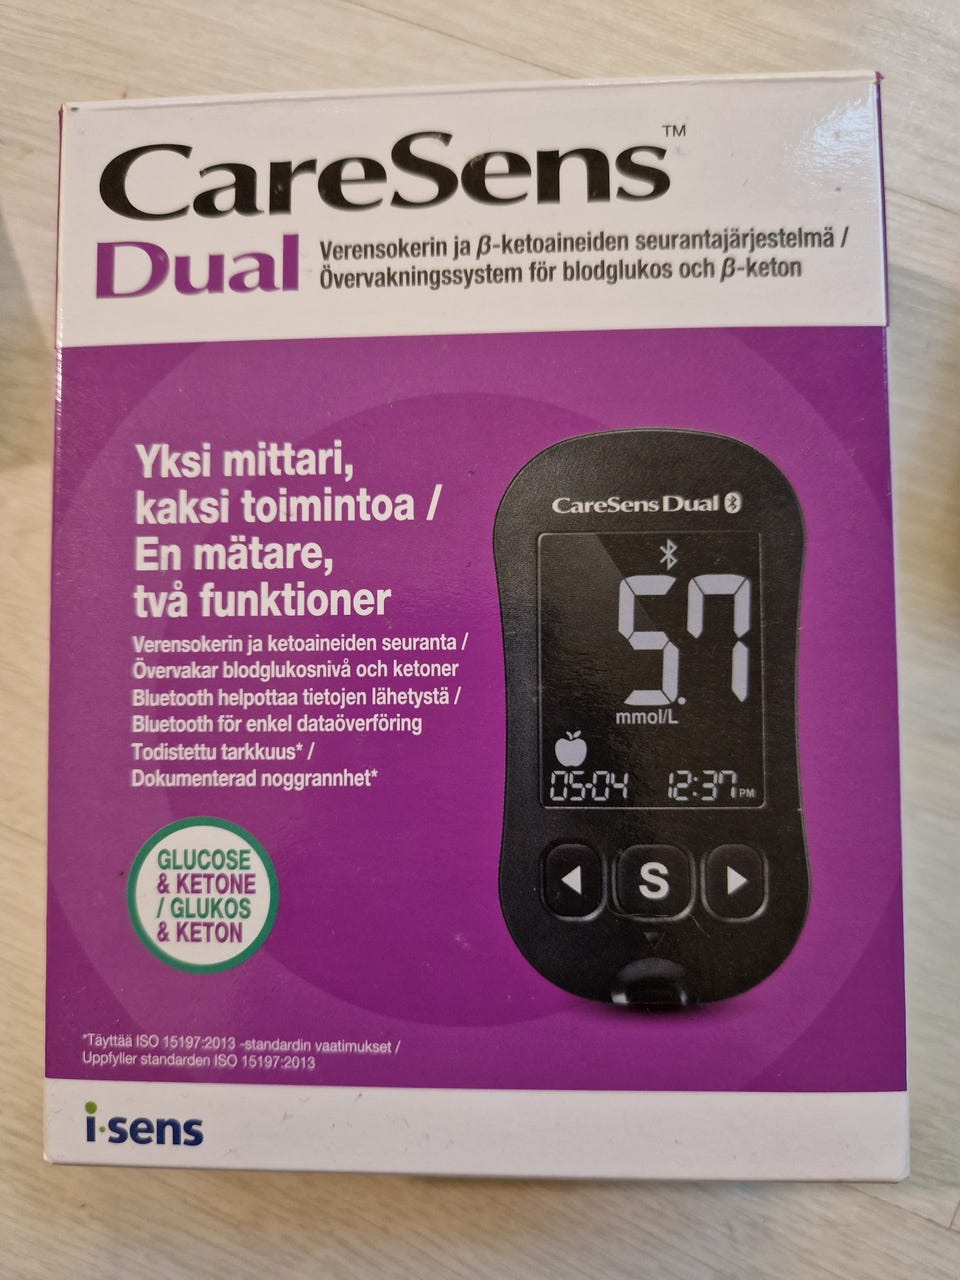 CareSens™
Dual
Verensokerin ja β-ketoaineiden seurantajärjestelmä /
Övervakningssystem för blodglukos och β-keton
Yksi mittari,
kaksi toimintoa /
En mätare,
två funktioner
Verensokerin ja ketoaineiden seuranta /
Övervakar blodglukosnivå och ketoner
Bluetooth helpottaa tietojen lähetystä /
Bluetooth för enkel dataöverföring
Todistettu tarkkuus* /
Dokumenterad noggrannhet*
GLUCOSE
& KETONE
/ GLUKOS
& KETON
CareSens Dual
5.7
mmol/L
05-04 12:37 PM
S
*Täyttää ISO 15197:2013 -standardin vaatimukset /
Uppfyller standarden ISO 15197:2013
i-sens